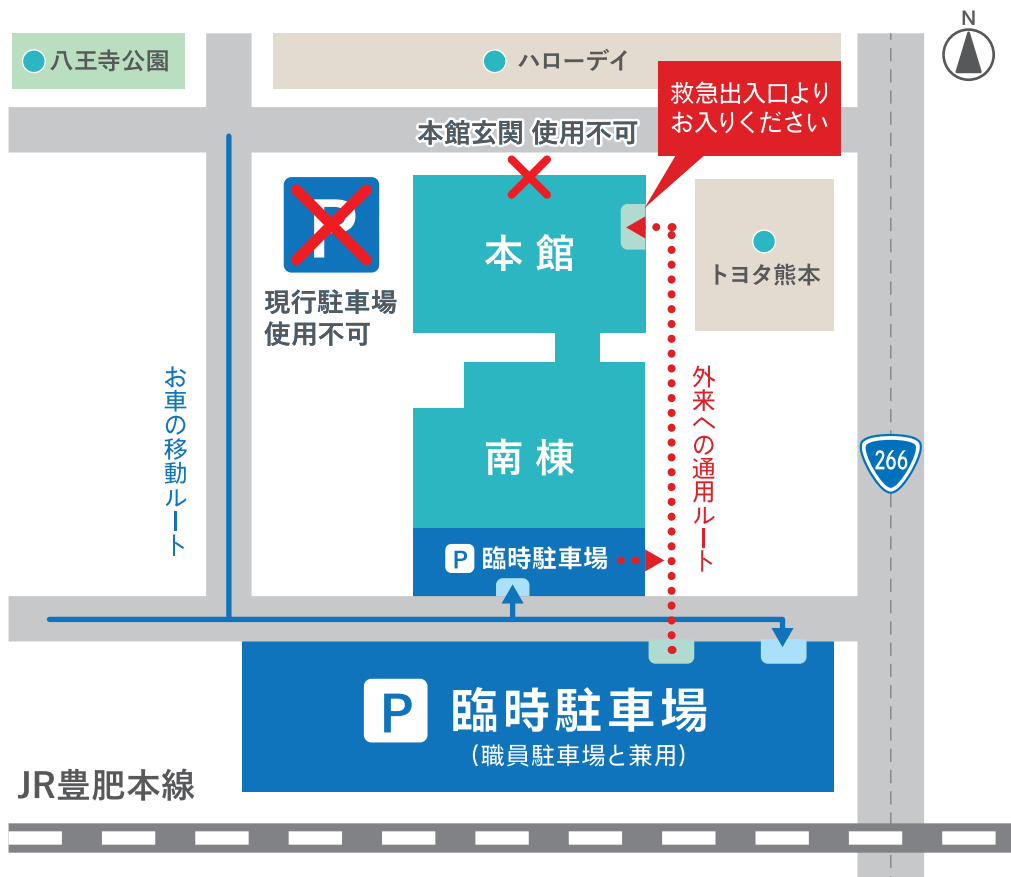 N
八王寺公園
ハローデイ
救急出入口より
お入りください
本館玄関 使用不可
P
現行駐車場
使用不可
本館
トヨタ熊本
お車の移動ルート
外来への通用ルート
南棟
266
P 臨時駐車場
P 臨時駐車場
(職員駐車場と兼用)
JR豊肥本線